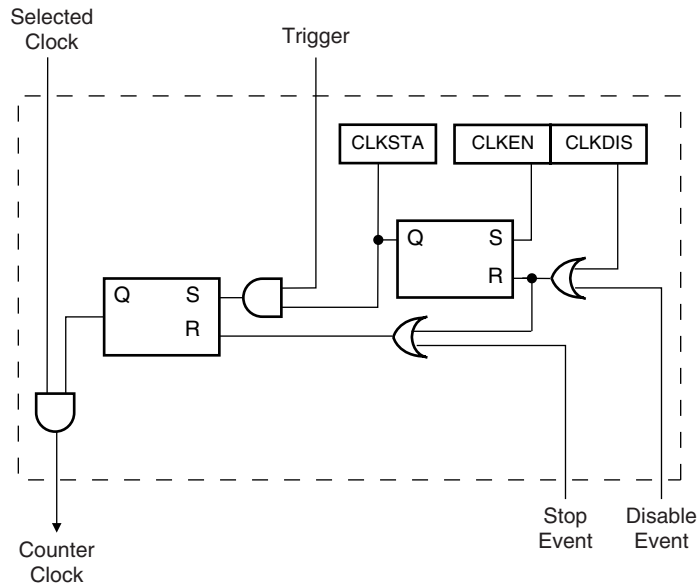 Selected
Clock
Trigger
CLKSTA
CLKEN
CLKDIS
Q
S
R
Q
S
R
Stop
Event
Disable
Event
Counter
Clock